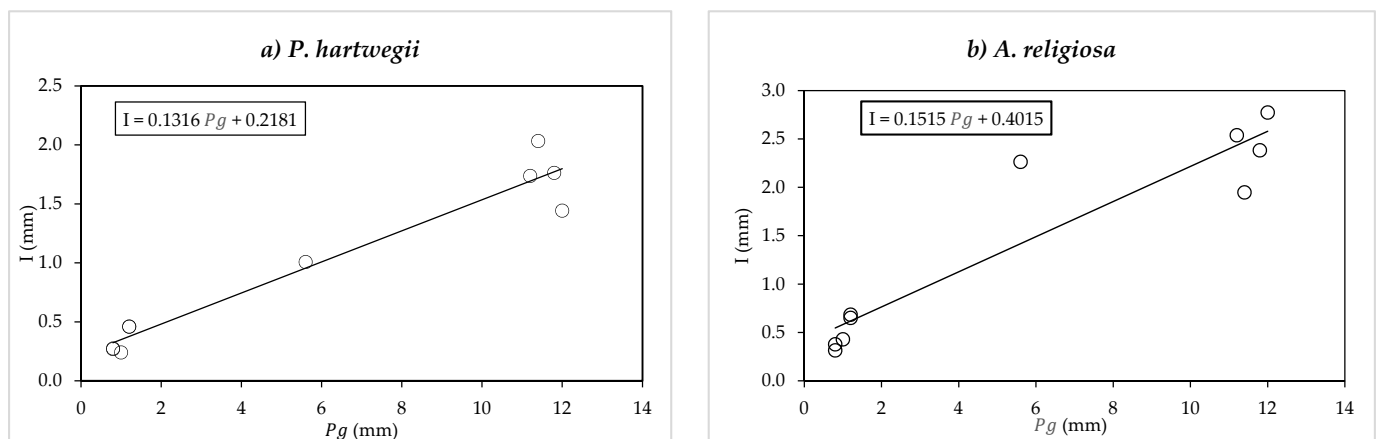 a) P. hartwegii
I = 0.1316 Pg + 0.2181
I (mm)
2.5
2.0
1.5
1.0
0.5
0.0
0 2 4 6 8 10 12 14
Pg (mm)
b) A. religiosa
I = 0.1515 Pg + 0.4015
I (mm)
3.0
2.5
2.0
1.5
1.0
0.5
0.0
0 2 4 6 8 10 12 14
Pg (mm)